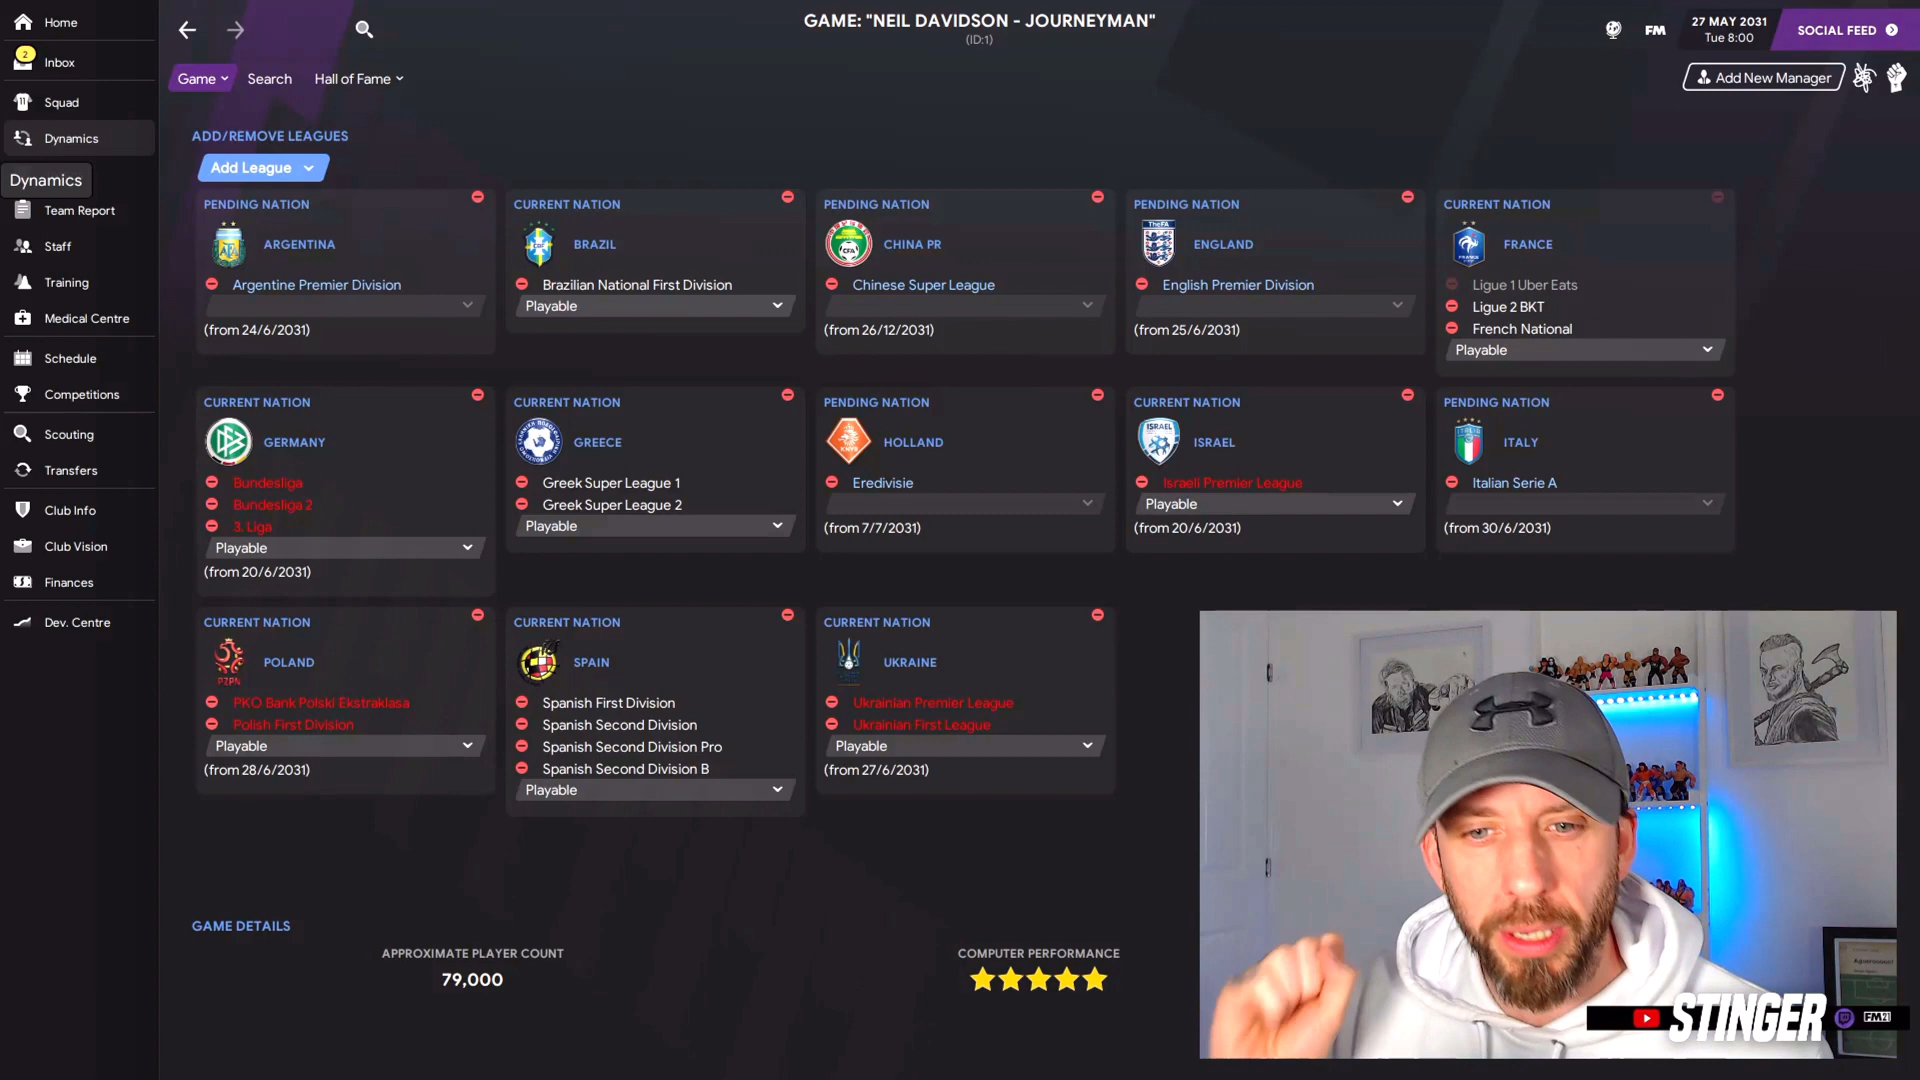 Home
2
Inbox
Squad
Dynamics
Dynamics
Team Report
Staff
Training
Medical Centre
Schedule
Competitions
Scouting
Transfers
Club Info
Club Vision
Finances
Dev. Centre
GAME: "NEIL DAVIDSON - JOURNEYMAN"
(ID:1)
FM
27 MAY 2031
Tue 8:00
SOCIAL FEED
Game
Search
Hall of Fame
Add New Manager
ADD/REMOVE LEAGUES
Add League
PENDING NATION
ARGENTINA
Argentine Premier Division
(from 24/6/2031)
CURRENT NATION
BRAZIL
Brazilian National First Division
Playable
PENDING NATION
CHINA PR
Chinese Super League
(from 26/12/2031)
PENDING NATION
ENGLAND
English Premier Division
(from 25/6/2031)
CURRENT NATION
FRANCE
Ligue 1 Uber Eats
Ligue 2 BKT
French National
Playable
CURRENT NATION
GERMANY
Bundesliga
Bundesliga 2
3. Liga
Playable
(from 20/6/2031)
CURRENT NATION
GREECE
Greek Super League 1
Greek Super League 2
Playable
PENDING NATION
HOLLAND
Eredivisie
(from 7/7/2031)
CURRENT NATION
ISRAEL
Israeli Premier League
Playable
(from 20/6/2031)
PENDING NATION
ITALY
Italian Serie A
(from 30/6/2031)
CURRENT NATION
POLAND
PKO Bank Polski Ekstraklasa
Polish First Division
Playable
(from 28/6/2031)
CURRENT NATION
SPAIN
Spanish First Division
Spanish Second Division
Spanish Second Division Pro
Spanish Second Division B
Playable
CURRENT NATION
UKRAINE
Ukrainian Premier League
Ukrainian First League
Playable
(from 27/6/2031)
GAME DETAILS
APPROXIMATE PLAYER COUNT
79,000
COMPUTER PERFORMANCE
STINGER
FM21